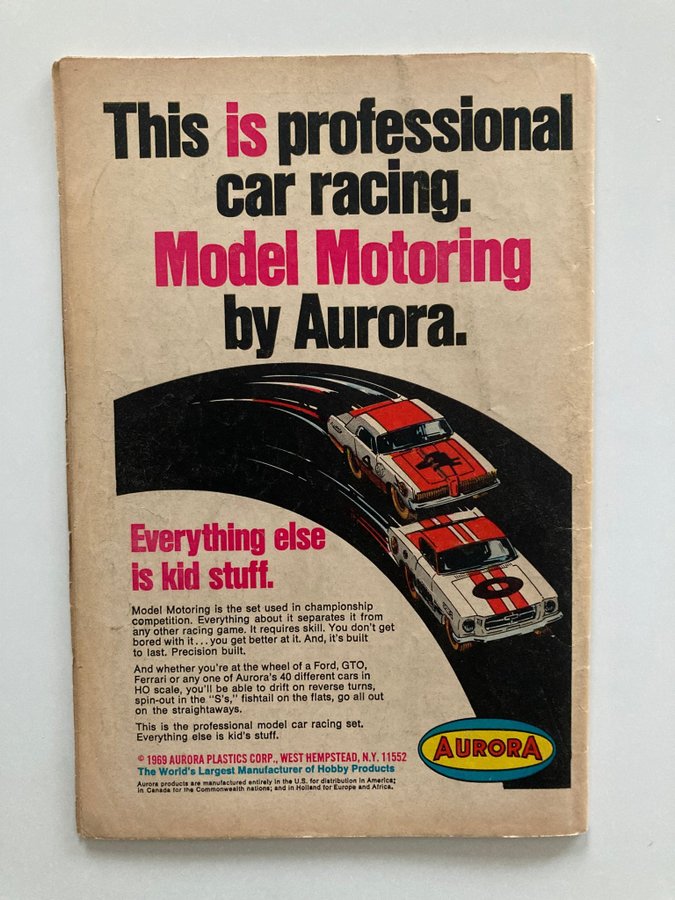 This is professional
car racing.
Model Motoring
by Aurora.
4
4
0
Everything else
is kid stuff.
Model Motoring is the set used in championship
competition. Everything about it separates it from
any other racing game. It requires skill. You don't get
bored with it...you get better at it. And, it's built
to last. Precision built.
And whether you're at the wheel of a Ford, GTO,
Ferrari or any one of Aurora's 40 different cars in
HO scale, you'll be able to drift on reverse turns,
spin-out in the "S's," fishtail on the flats, go all out
on the straightaways.
This is the professional model car racing set.
Everything else is kid's stuff.
AURORA
© 1969 AURORA PLASTICS CORP., WEST HEMPSTEAD, N.Y. 11552
The World's Largest Manufacturer of Hobby Products
Aurora products are manufactured entirely in the U.S. for distribution in America;
in Canada for the Commonwealth nations; and in Holland for Europe and Africa.